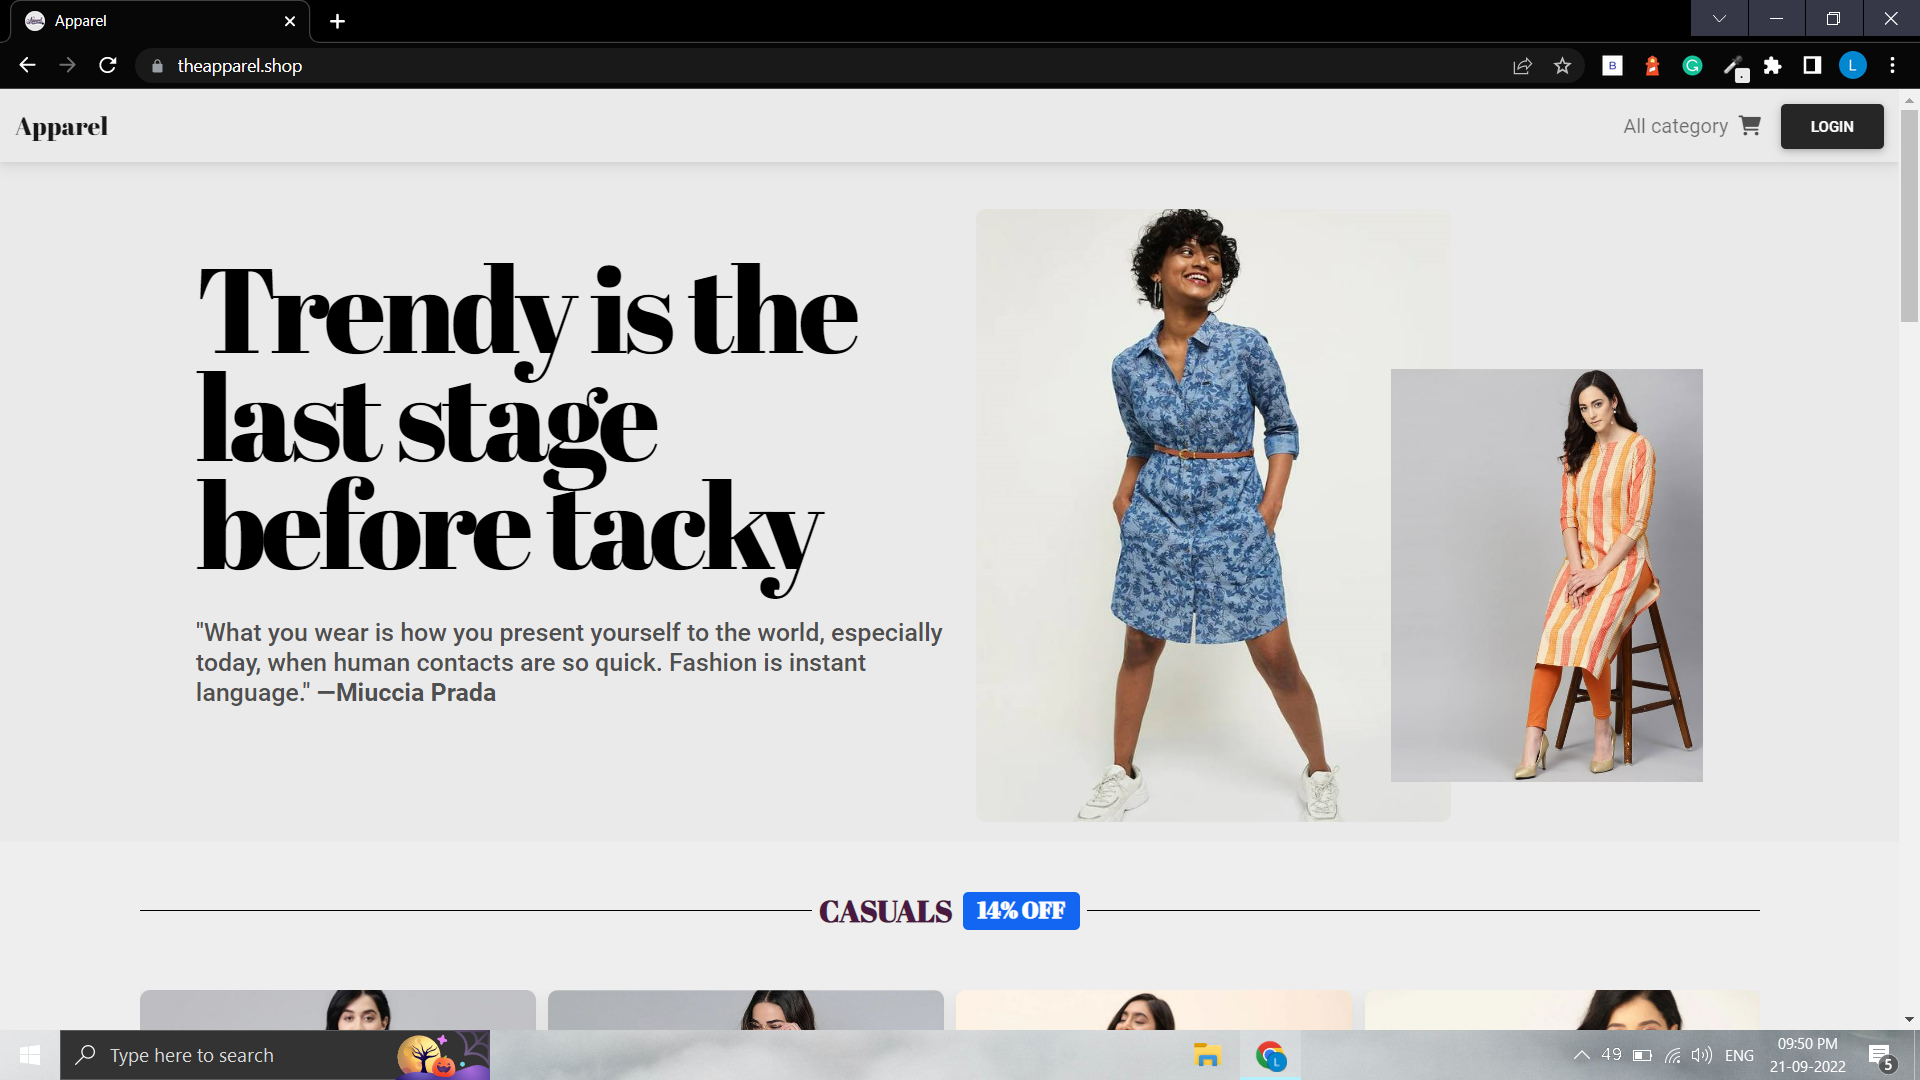 Apparel
theapparel.shop
B
G
L
Apparel
All category
LOGIN
Trendy is the
last stage
before tacky
"What you wear is how you present yourself to the world, especially
today, when human contacts are so quick. Fashion is instant
language." —Miuccia Prada
CASUALS 14% OFF
Type here to search
L
49
ENG
09:50 PM
21-09-2022
5